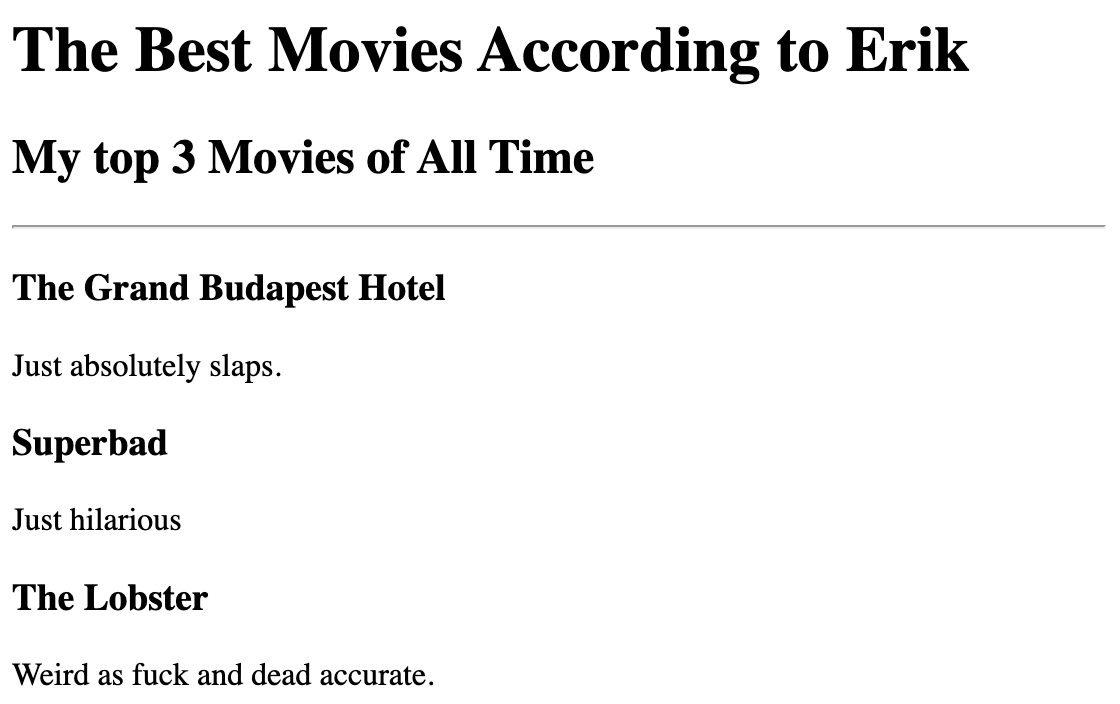 The Best Movies According to Erik
My top 3 Movies of All Time
The Grand Budapest Hotel
Just absolutely slaps.
Superbad
Just hilarious
The Lobster
Weird as fuck and dead accurate.